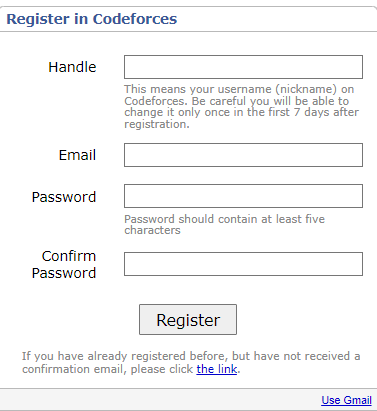 Register in Codeforces
Handle
This means your username (nickname) on
Codeforces. Be careful you will be able to
change it only once in the first 7 days after
registration.
Email
Password
Password should contain at least five
characters
Confirm
Password
Register
If you have already registered before, but have not received a
confirmation email, please click the link.
Use Gmail